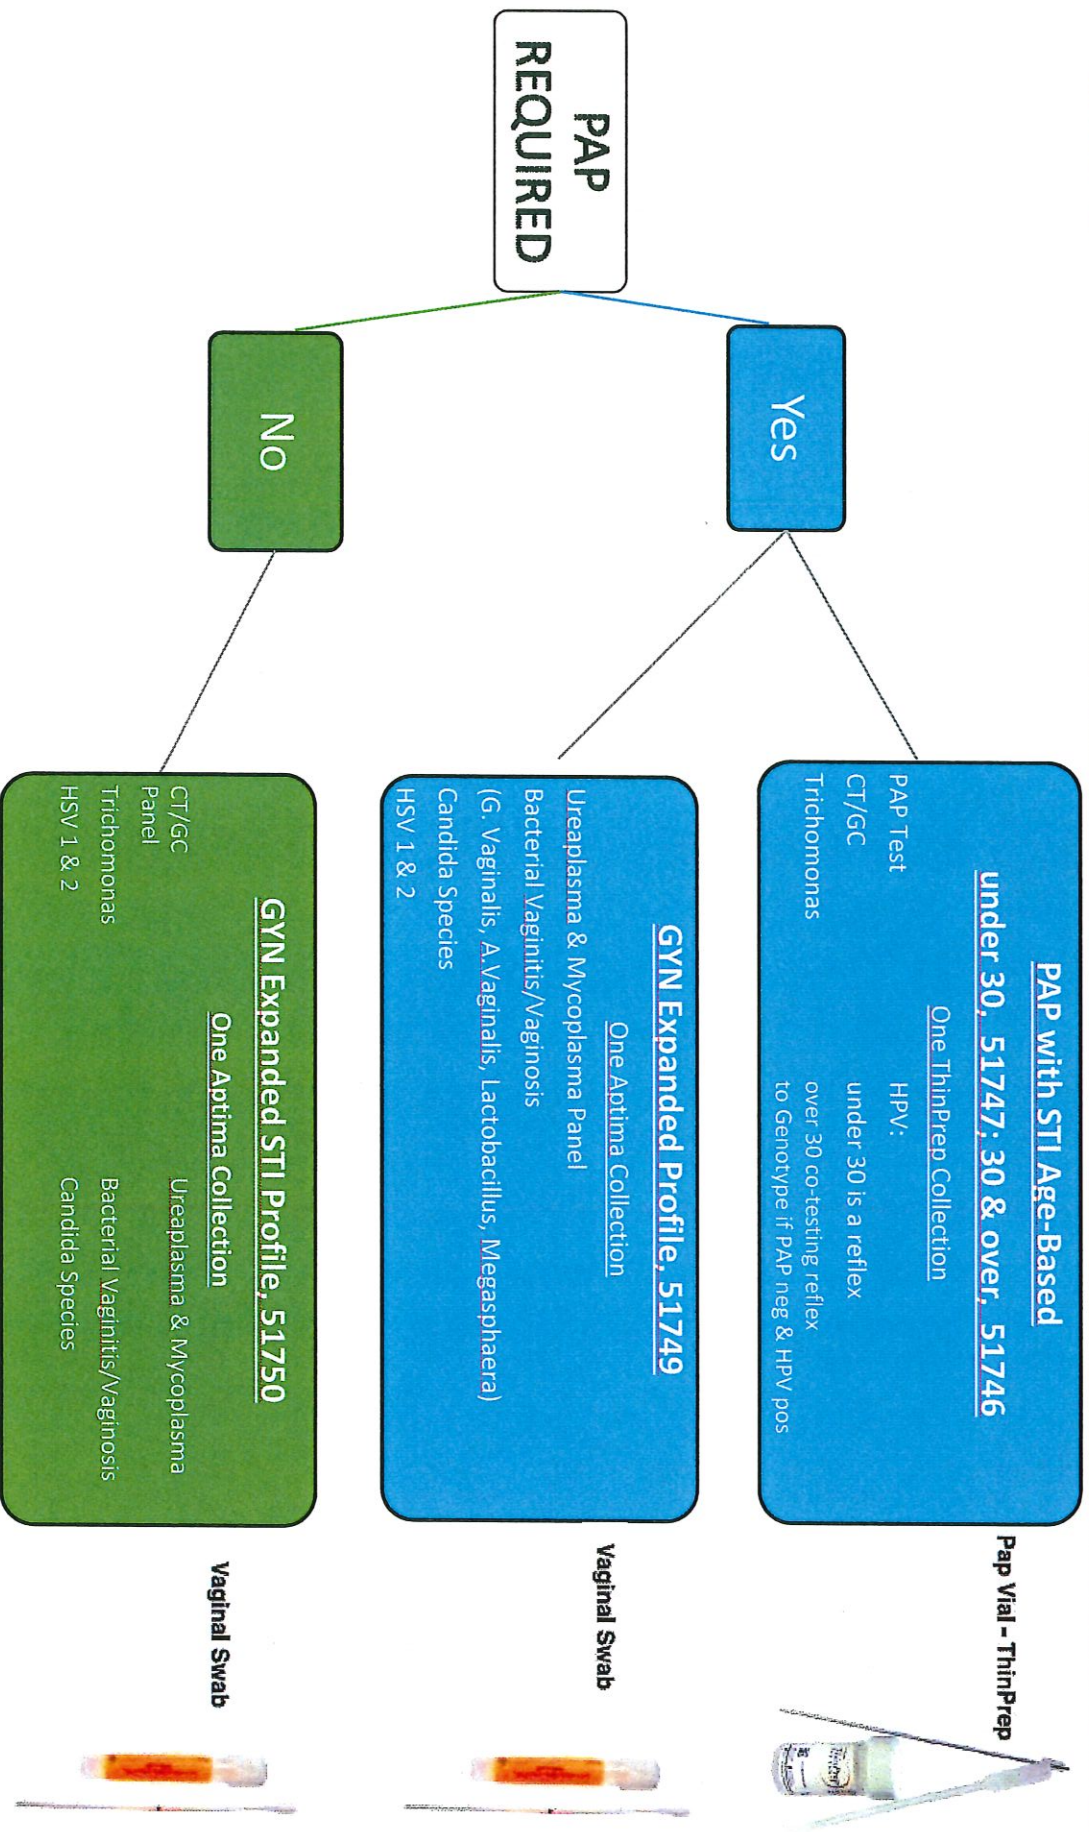 PAP
REQUIRED
Yes
No
PAP with STI Age-Based
under 30, 51747; 30 & over, 51746
One ThinPrep Collection
PAP Test
HPV:
CT/GC
under 30 is a reflex
Trichomonas
over 30 co-testing reflex
to Genotype if PAP neg & HPV pos
Pap Vial - ThinPrep
GYN Expanded Profile, 51749
One Aptima Collection
Ureaplasma & Mycoplasma Panel
Bacterial Vaginitis/Vaginosis
(G. Vaginalis, A.Vaginalis, Lactobacillus, Megasphaera)
Candida Species
HSV 1 & 2
Vaginal Swab
GYN Expanded STI Profile, 51750
One Aptima Collection
CT/GC
Ureaplasma & Mycoplasma
Panel
Trichomonas
Bacterial Vaginitis/Vaginosis
HSV 1 & 2
Candida Species
Vaginal Swab